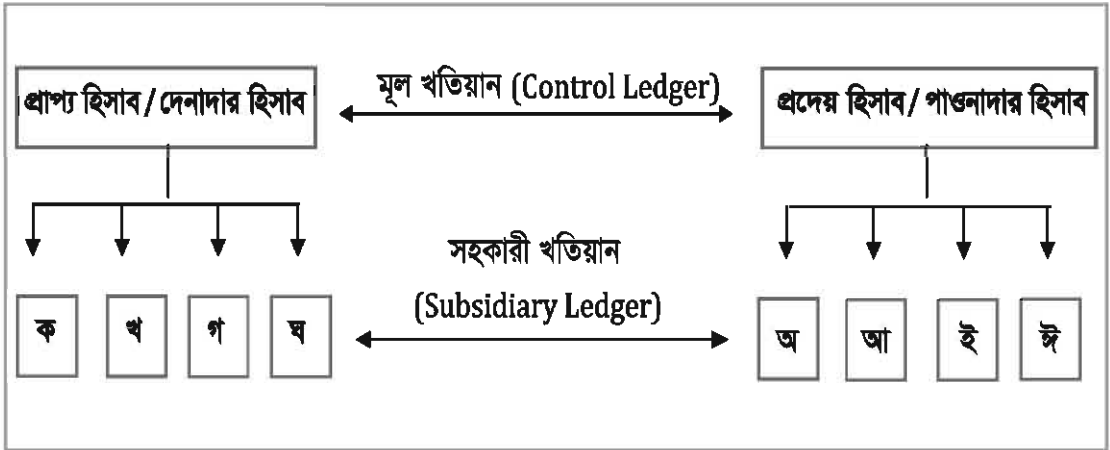 মূল খতিয়ান (Control Ledger)
প্রাপ্য হিসাব/দেনাদার হিসাব
প্রদেয় হিসাব/পাওনাদার হিসাব
সহকারী খতিয়ান
(Subsidiary Ledger)
ক খ গ ঘ
অ আ ই ঈ